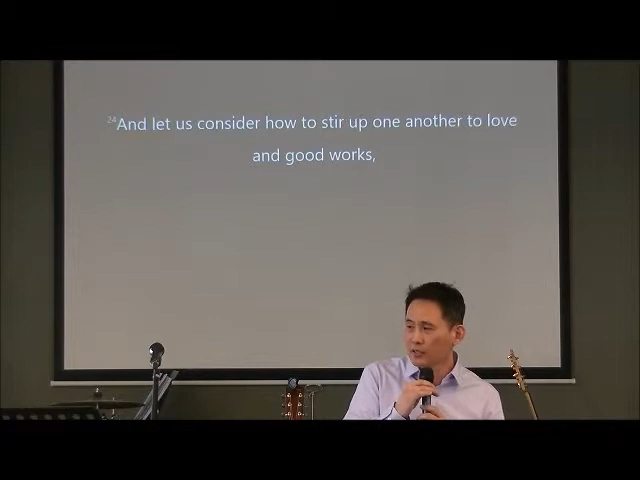 24And let us consider how to stir up one another to love
and good works,